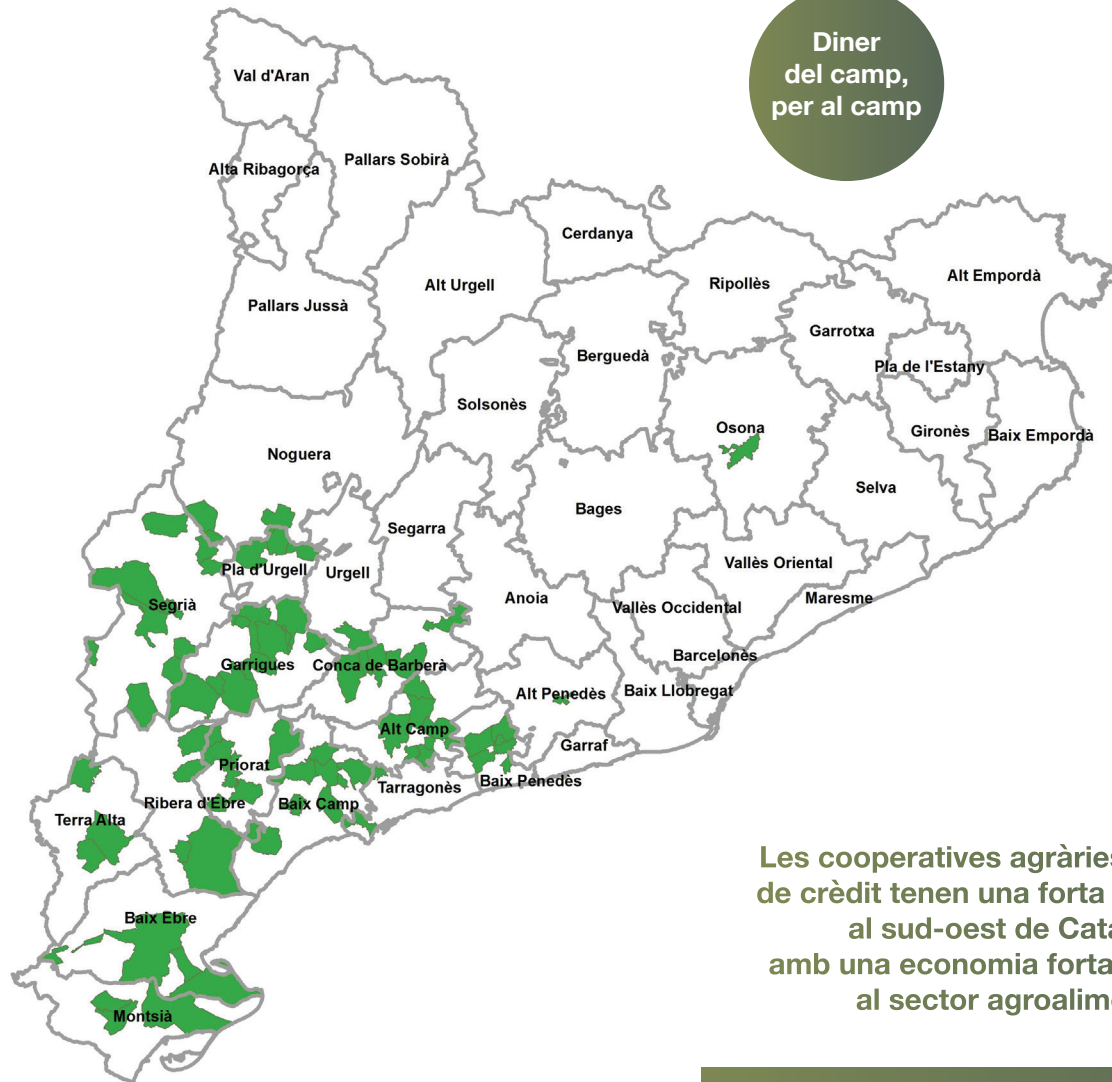 Diner
del camp,
per al camp
Val d'Aran
Alta Ribagorça
Pallars Sobirà
Cerdanya
Alt Urgell
Ripollès
Alt Empordà
Pallars Jussà
Garrotxa
Berguedà
Pla de l'Estany
Solsonès
Osona
Gironès
Baix Empordà
Noguera
Selva
Bages
Segarra
Vallès Oriental
Pla d'Urgell
Urgell
Anoia
Maresme
Segrià
Vallès Occidental
Barcelonès
Garrigues
Conca de Barberà
Alt Penedès
Baix Llobregat
Alt Camp
Garraf
Priorat
Baix Penedès
Tarragonès
Ribera d'Ebre
Baix Camp
Terra Alta
Les cooperatives agràries
de crèdit tenen una forta
al sud-oest de
amb una economia
al sector
Baix Ebre
Montsià